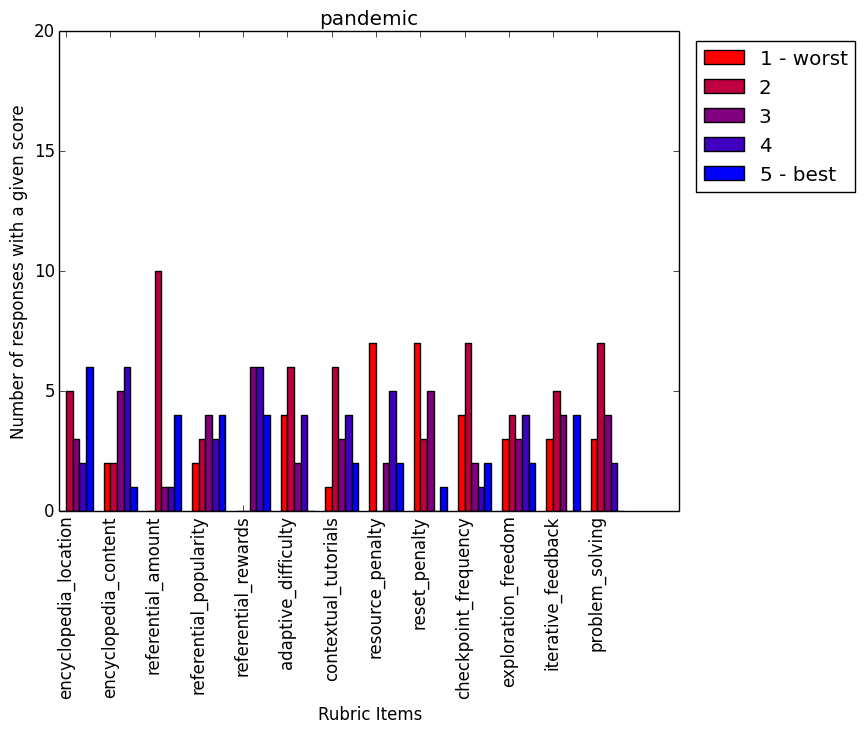 pandemic
20
15
10
5
0
Number of responses with a given score
encyclopedia_location
encyclopedia_content
referential_amount
referential_popularity
referential_rewards
adaptive_difficulty
contextual_tutorials
resource_penalty
reset_penalty
checkpoint_frequency
exploration_freedom
iterative_feedback
problem_solving
Rubric Items
1 - worst
2
3
4
5 - best